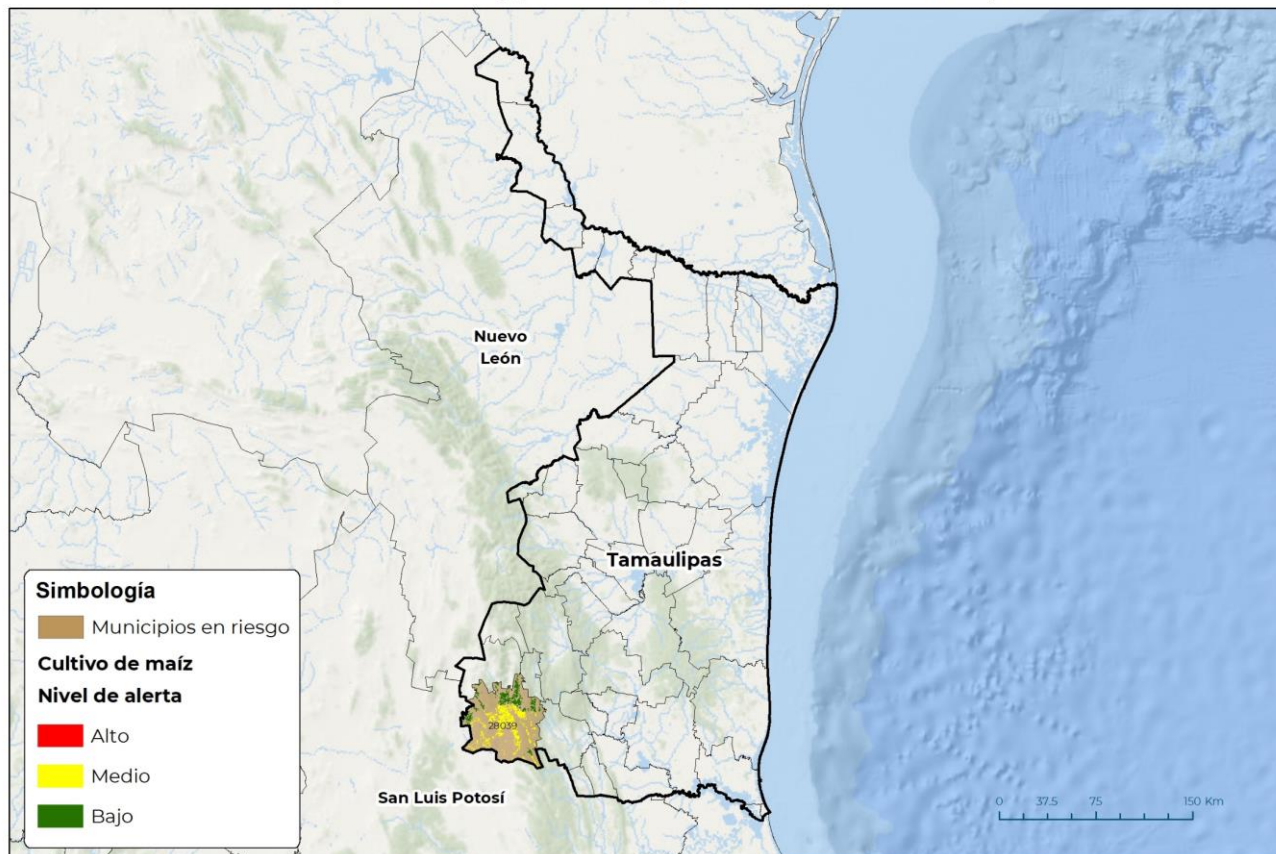 Nuevo
León
Tamaulipas
San Luis Potosí
28039
Simbología
Municipios en riesgo
Cultivo de maíz
Nivel de alerta
Alto
Medio
Bajo
0 37.5 75 150 Km